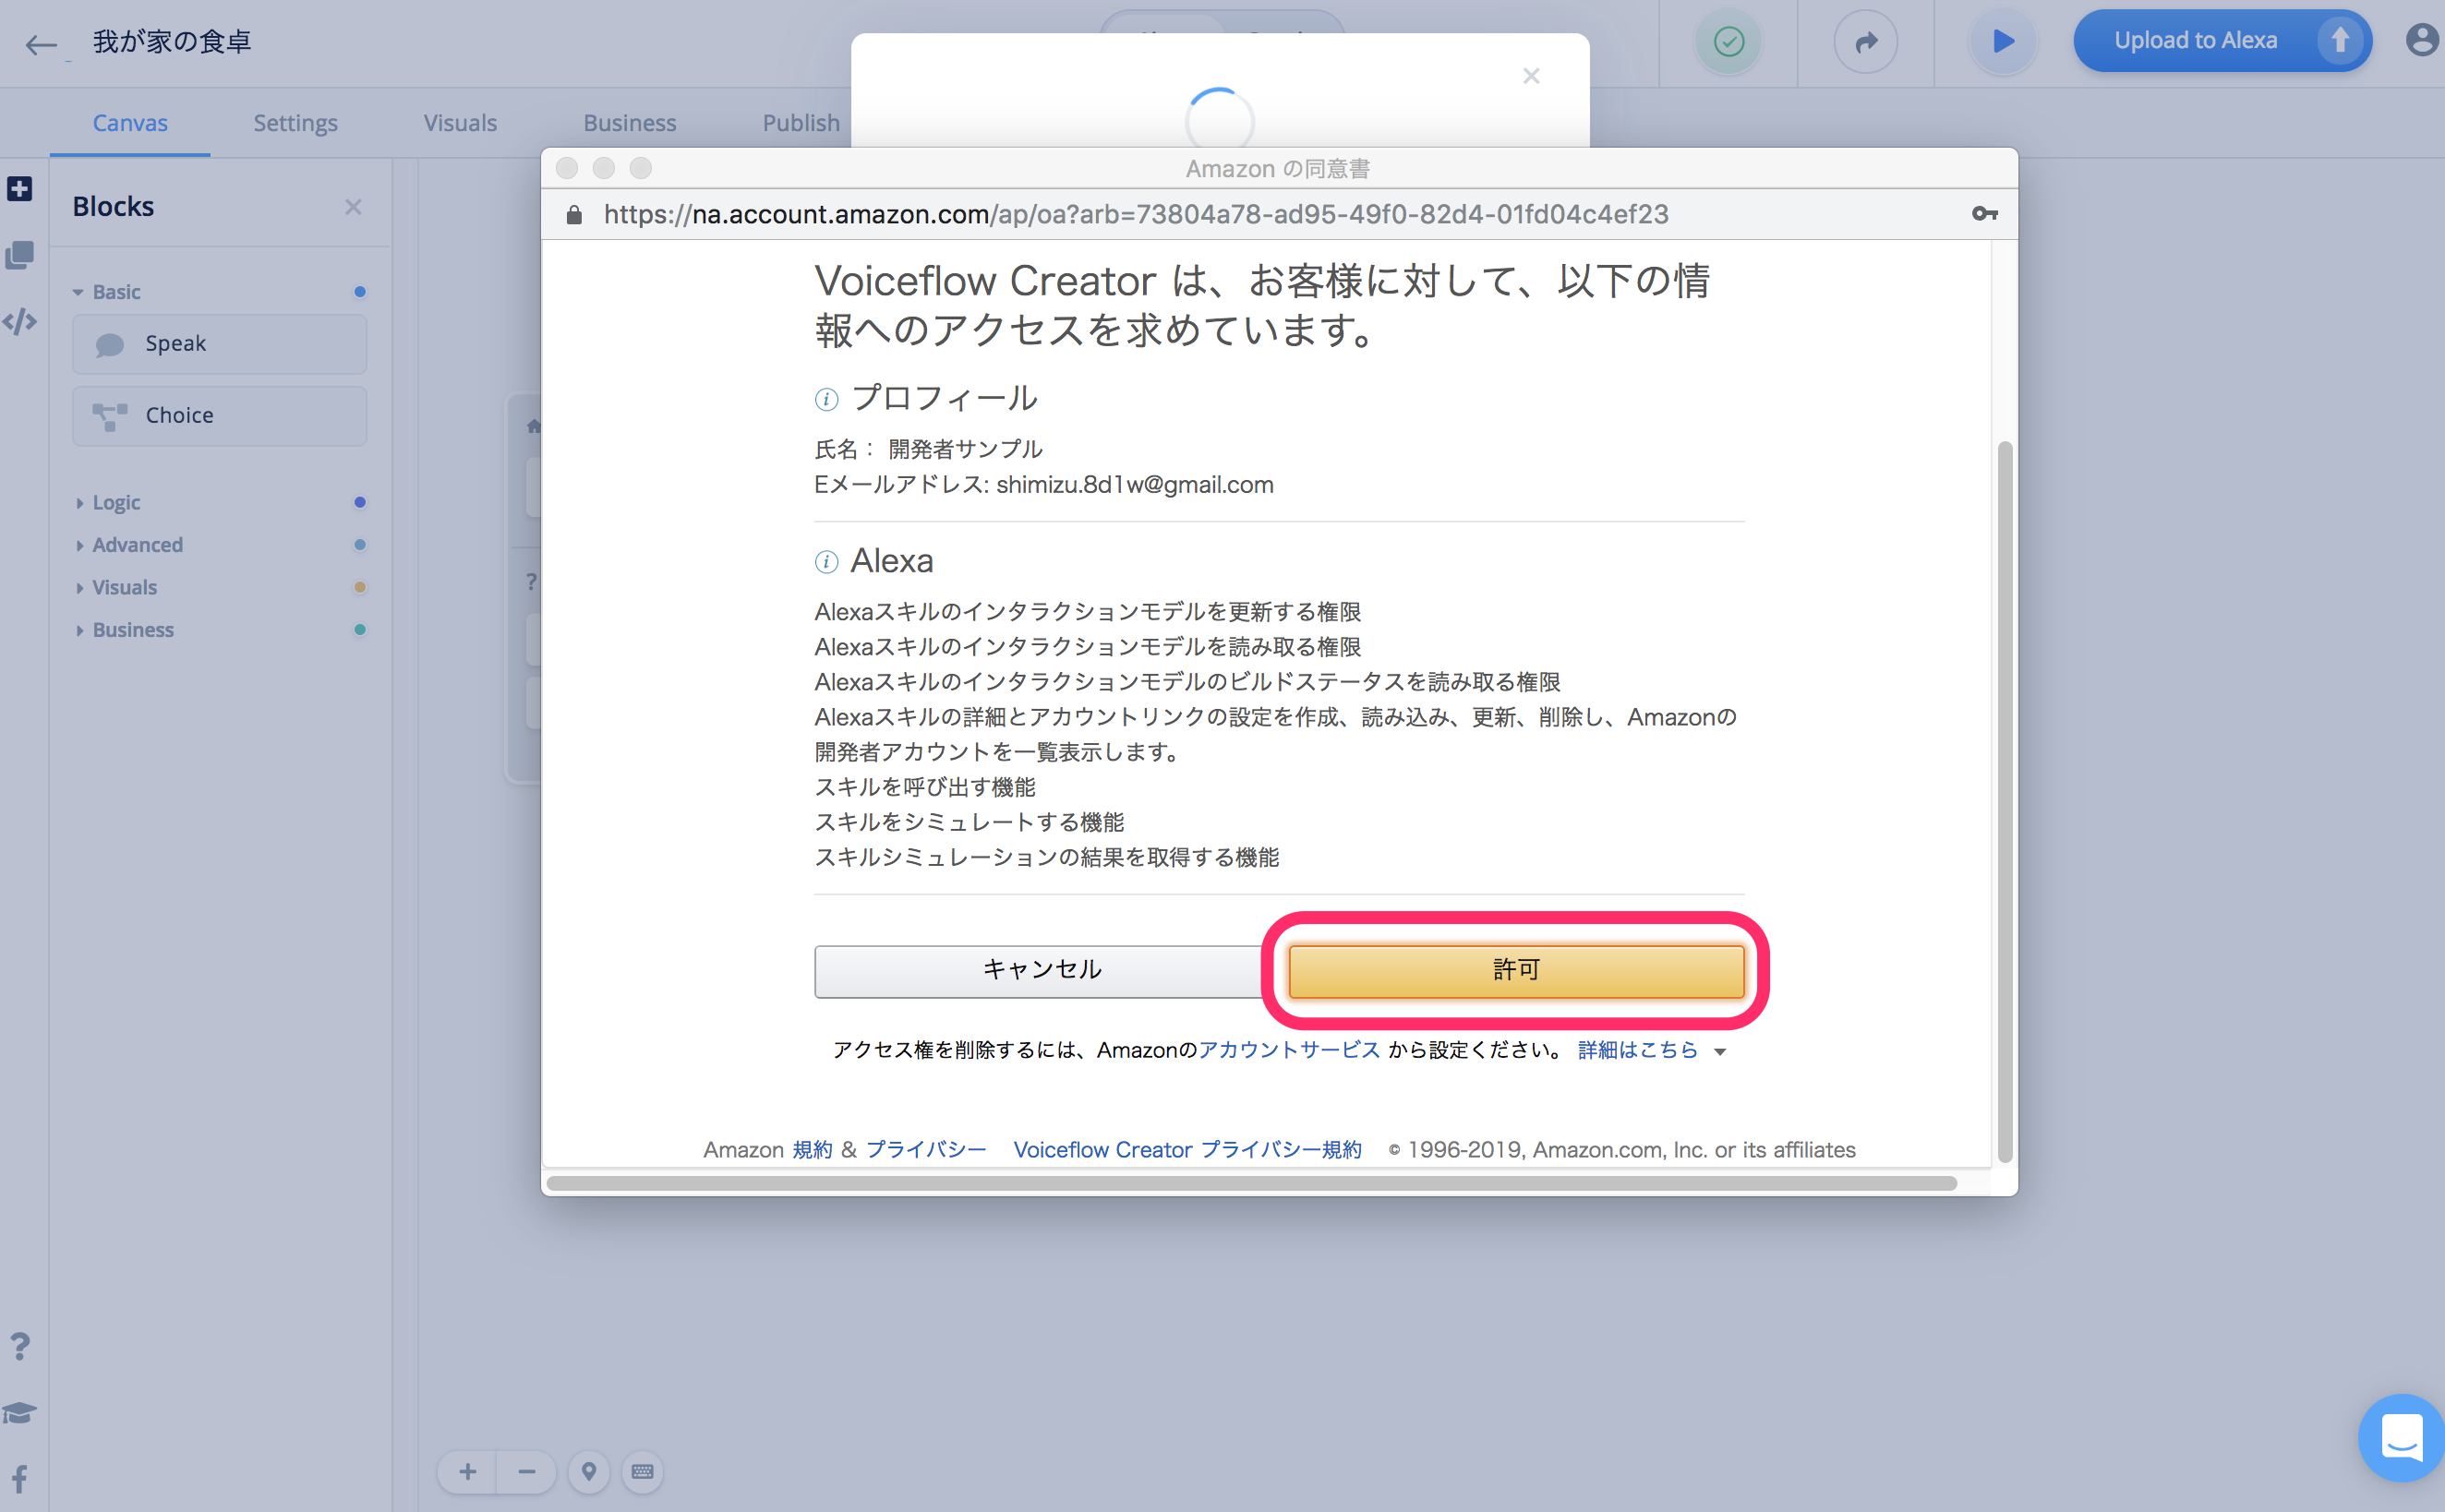 我が家の食卓
Upload to Alexa
Canvas
Settings
Visuals
Business
Publish
Blocks
Basic
Speak
Choice
Logic
Advanced
Visuals
Business
?
Amazon の同意書
https://na.account.amazon.com/ap/oa?arb=73804a78-ad95-49f0-82d4-01fd04c4ef23
Voiceflow Creator は、お客様に対して、以下の情
報へのアクセスを求めています。
プロフィール
氏名： 開発者サンプル
Eメールアドレス: shimizu.8d1w@gmail.com
Alexa
Alexaスキルのインタラクションモデルを更新する権限
Alexaスキルのインタラクションモデルを読み取る権限
Alexaスキルのインタラクションモデルのビルドステータスを読み取る権限
Alexaスキルの詳細とアカウントリンクの設定を作成、読み込み、更新、削除し、Amazonの
開発者アカウントを一覧表示します。
スキルを呼び出す機能
スキルをシミュレートする機能
スキルシミュレーションの結果を取得する機能
キャンセル
許可
アクセス権を削除するには、Amazonのアカウントサービス から設定ください。 詳細はこちら
Amazon 規約 & プライバシー Voiceflow Creator プライバシー規約 © 1996-2019, Amazon.com, Inc. or its affiliates